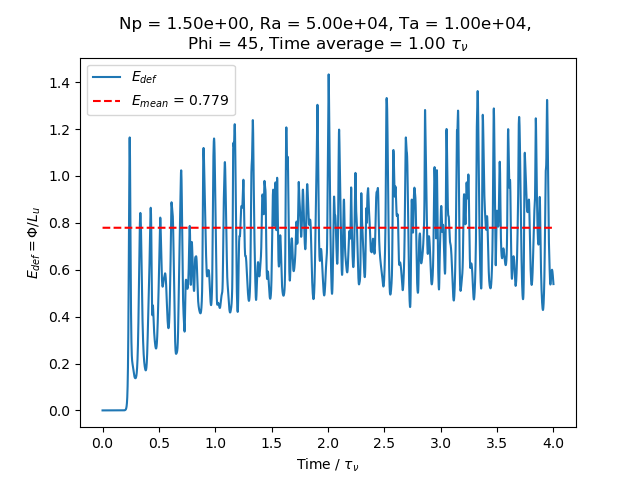 Np = 1.50e+00, Ra = 5.00e+04, Ta = 1.00e+04,
Phi = 45, Time average = 1.00 τ_ν
E_def
E_mean = 0.779
E_def = Φ/L_u
1.4
1.2
1.0
0.8
0.6
0.4
0.2
0.0
0.0 0.5 1.0 1.5 2.0 2.5 3.0 3.5 4.0
Time / τ_ν